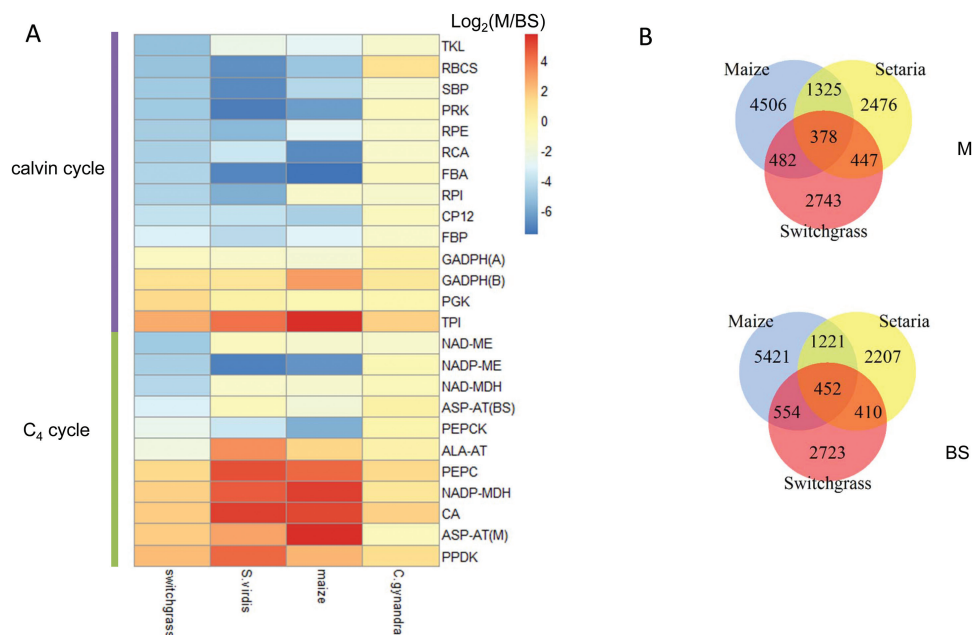 A
Log2(M/BS)
4
2
0
-2
-4
-6
calvin cycle
C4 cycle
TKL
RBCS
SBP
PRK
RPE
RCA
FBA
RPI
CP12
FBP
GADPH(A)
GADPH(B)
PGK
TPI
NAD-ME
NADP-ME
NAD-MDH
ASP-AT(BS)
PEPCK
ALA-AT
PEPC
NADP-MDH
CA
ASP-AT(M)
PPDK
switchgrass
S.virdis
maize
C.gynandra
B
Maize
Setaria
4506
1325
2476
378
482
447
2743
Switchgrass
M
Maize
Setaria
5421
1221
2207
452
554
410
2723
Switchgrass
BS